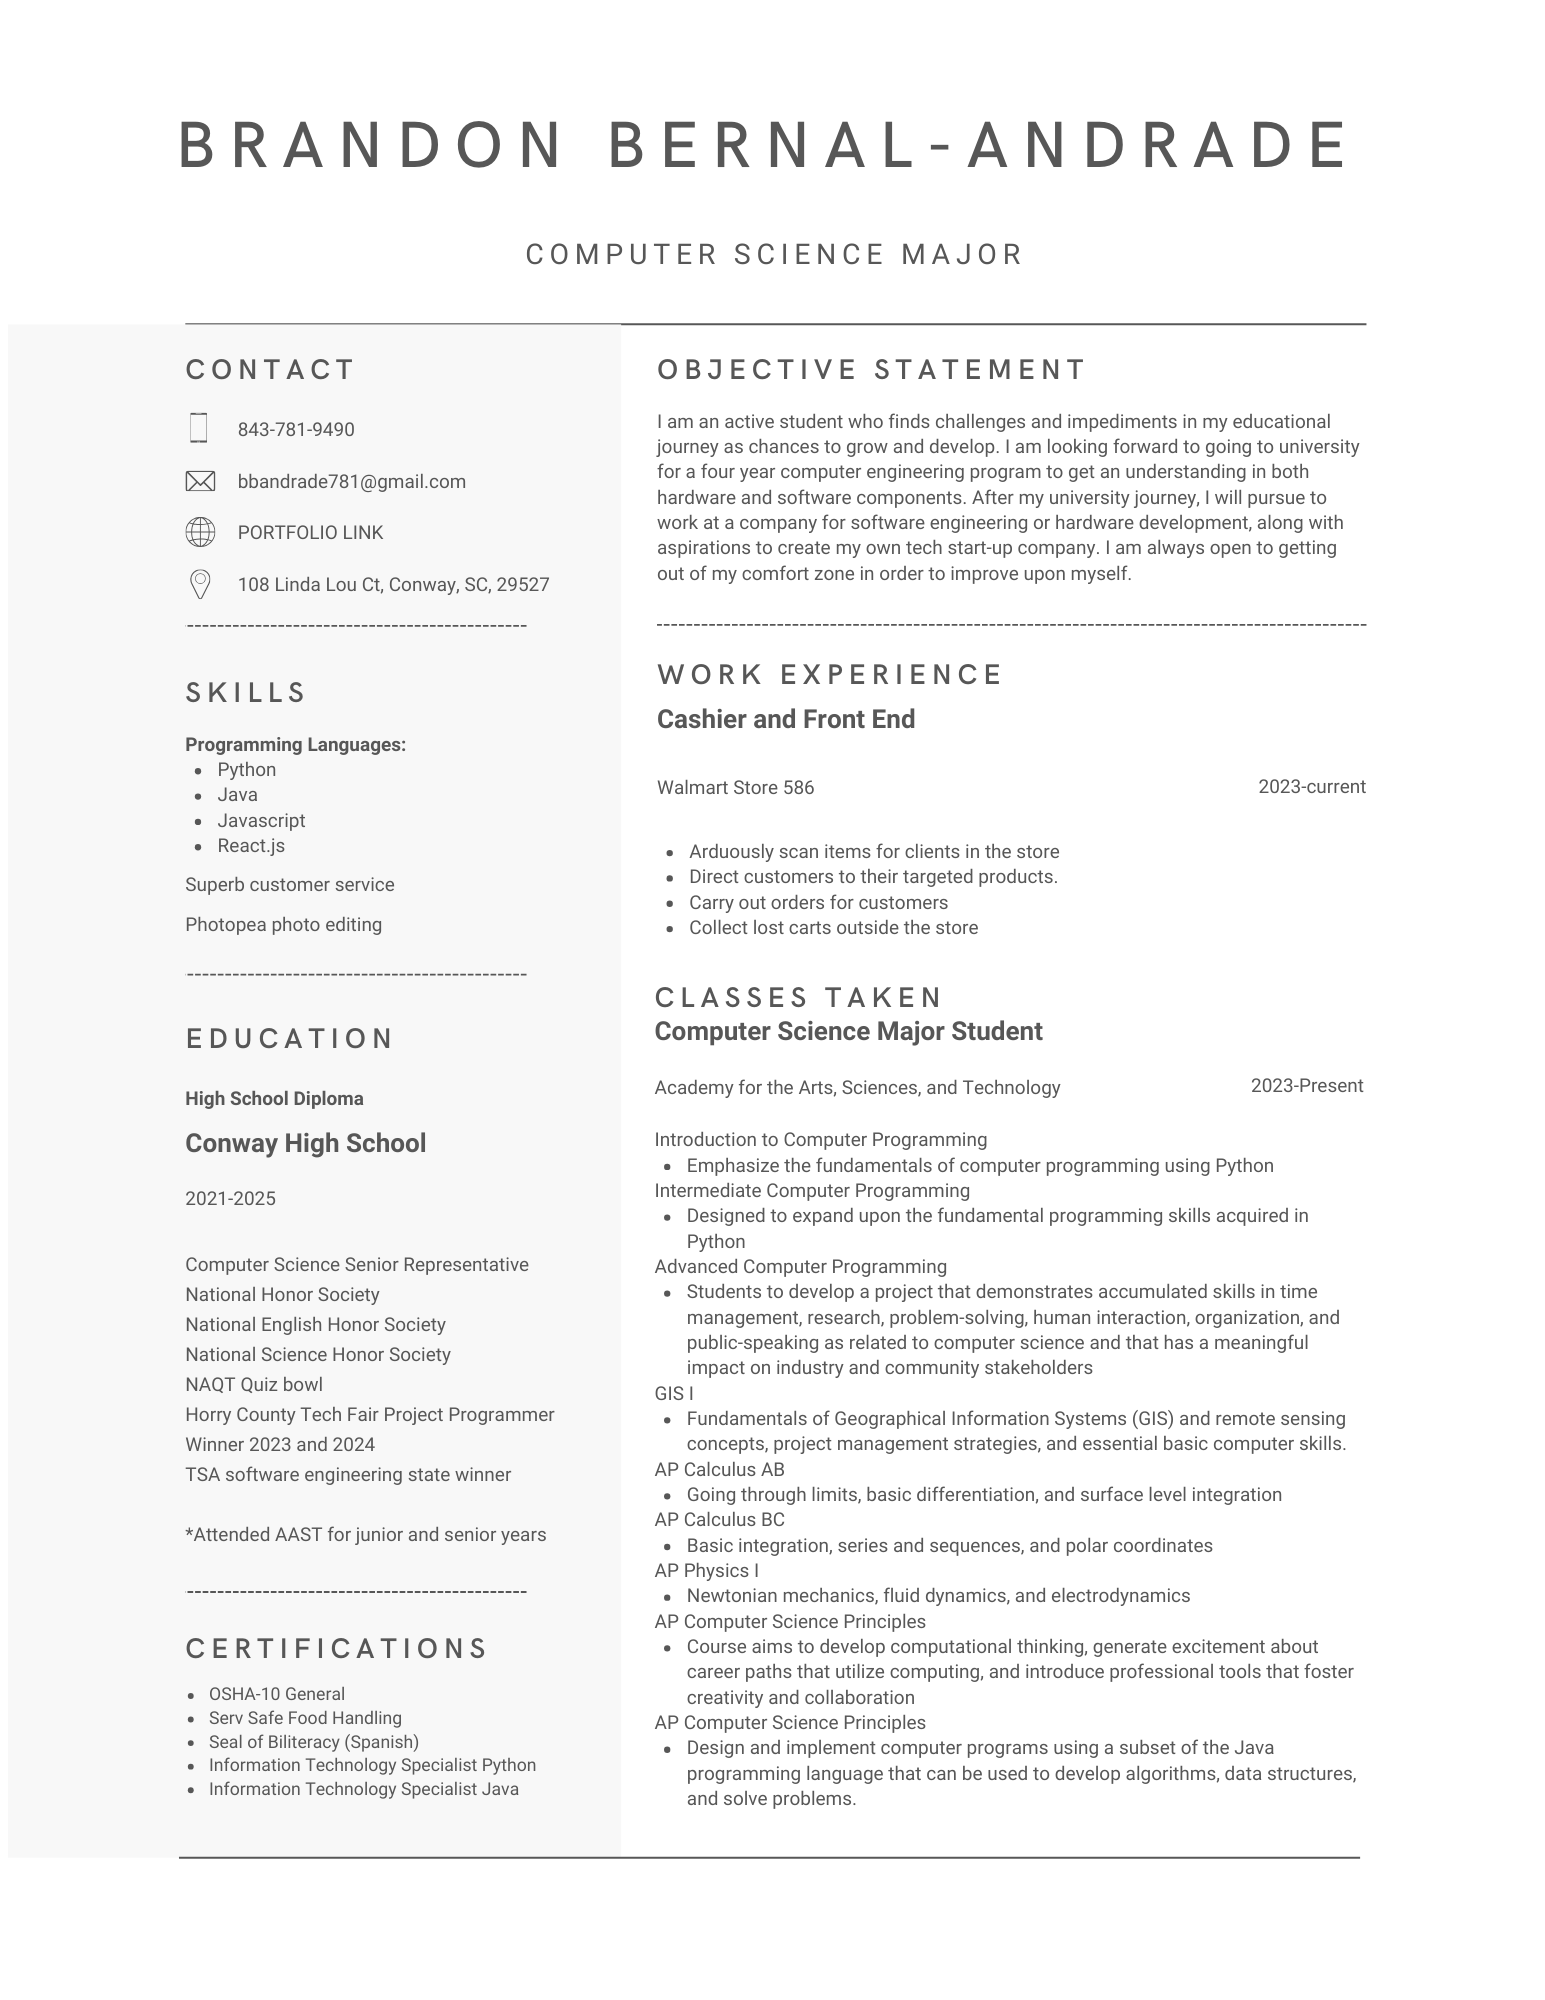 BRANDON BERNAL-ANDRADE
COMPUTER SCIENCE MAJOR
CONTACT
843-781-9490
bbandrade781@gmail.com
PORTFOLIO LINK
108 Linda Lou Ct, Conway, SC, 29527
SKILLS
Programming Languages:
• Python
• Java
• Javascript
• React.js
Superb customer service
Photopea photo editing
EDUCATION
High School Diploma
Conway High School
2021-2025
Computer Science Senior Representative
National Honor Society
National English Honor Society
National Science Honor Society
NAQT Quiz bowl
Horry County Tech Fair Project Programmer
Winner 2023 and 2024
TSA software engineering state winner
*Attended AAST for junior and senior years
CERTIFICATIONS
• OSHA-10 General
• Serv Safe Food Handling
• Seal of Biliteracy (Spanish)
• Information Technology Specialist Python
• Information Technology Specialist Java
OBJECTIVE STATEMENT
I am an active student who finds challenges and impediments in my educational
journey as chances to grow and develop. I am looking forward to going to university
for a four year computer engineering program to get an understanding in both
hardware and software components. After my university journey, I will pursue to
work at a company for software engineering or hardware development, along with
aspirations to create my own tech start-up company. I am always open to getting
out of my comfort zone in order to improve upon myself.
WORK EXPERIENCE
Cashier and Front End
Walmart Store 586 2023-current
• Arduously scan items for clients in the store
• Direct customers to their targeted products.
• Carry out orders for customers
• Collect lost carts outside the store
CLASSES TAKEN
Computer Science Major Student
Academy for the Arts, Sciences, and Technology 2023-Present
Introduction to Computer Programming
• Emphasize the fundamentals of computer programming using Python
Intermediate Computer Programming
• Designed to expand upon the fundamental programming skills acquired in
Python
Advanced Computer Programming
• Students to develop a project that demonstrates accumulated skills in time
management, research, problem-solving, human interaction, organization, and
public-speaking as related to computer science and that has a meaningful
impact on industry and community stakeholders
GIS I
• Fundamentals of Geographical Information Systems (GIS) and remote sensing
concepts, project management strategies, and essential basic computer skills.
AP Calculus AB
• Going through limits, basic differentiation, and surface level integration
AP Calculus BC
• Basic integration, series and sequences, and polar coordinates
AP Physics I
• Newtonian mechanics, fluid dynamics, and electrodynamics
AP Computer Science Principles
• Course aims to develop computational thinking, generate excitement about
career paths that utilize computing, and introduce professional tools that foster
creativity and collaboration
AP Computer Science Principles
• Design and implement computer programs using a subset of the Java
programming language that can be used to develop algorithms, data structures,
and solve problems.